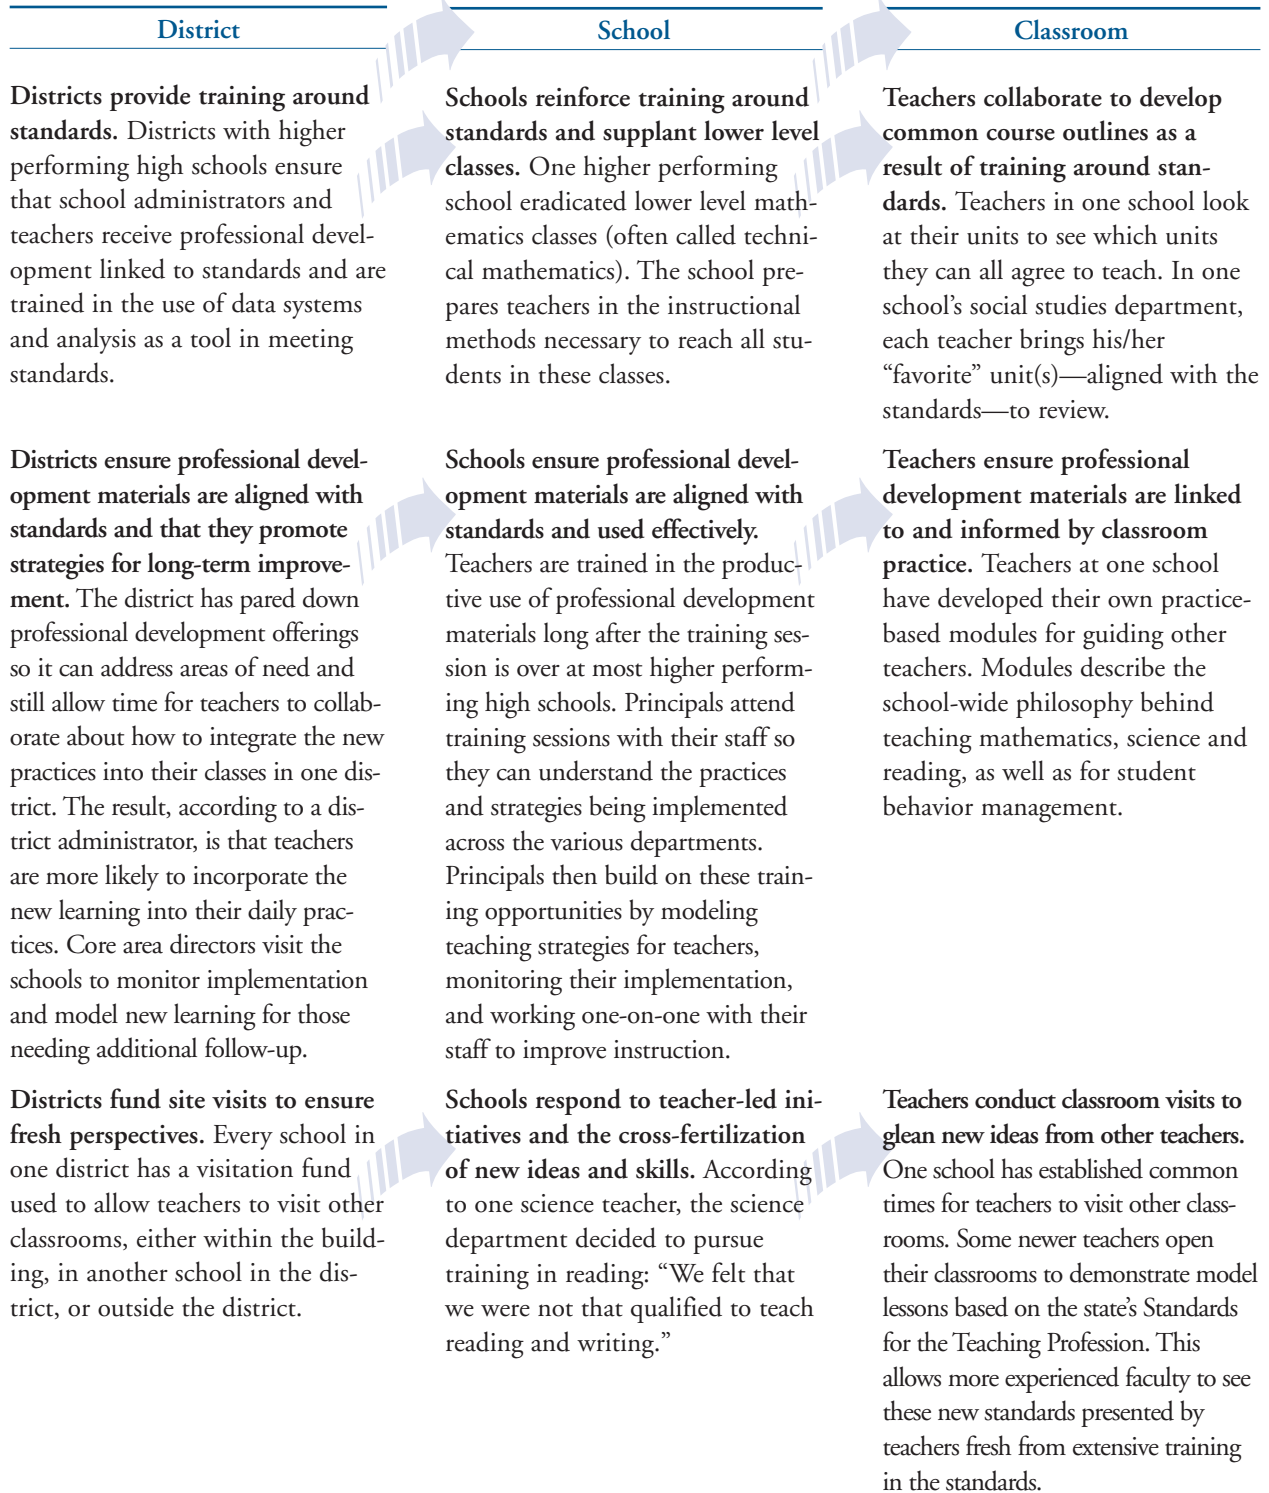 District
School
Classroom
Districts provide training around
standards. Districts with higher
performing high schools ensure
that school administrators and
teachers receive professional devel-
opment linked to standards and are
trained in the use of data systems
and analysis as a tool in meeting
standards.
Schools reinforce training around
standards and supplant lower level
classes. One higher performing
school eradicated lower level math-
ematics classes (often called techni-
cal mathematics). The school pre-
pares teachers in the instructional
methods necessary to reach all stu-
dents in these classes.
Teachers collaborate to develop
common course outlines as a
result of training around stan-
dards. Teachers in one school look
at their units to see which units
they can all agree to teach. In one
school’s social studies department,
each teacher brings his/her
“favorite” unit(s)—aligned with the
standards—to review.
Districts ensure professional devel-
opment materials are aligned with
standards and that they promote
strategies for long-term improve-
ment. The district has pared down
professional development offerings
so it can address areas of need and
still allow time for teachers to collab-
orate about how to integrate the new
practices into their classes in one dis-
trict. The result, according to a dis-
trict administrator, is that teachers
are more likely to incorporate the
new learning into their daily prac-
tices. Core area directors visit the
schools to monitor implementation
and model new learning for those
needing additional follow-up.
Schools ensure professional devel-
opment materials are aligned with
standards and used effectively.
Teachers are trained in the produc-
tive use of professional development
materials long after the training ses-
sion is over at most higher perform-
ing high schools. Principals attend
training sessions with their staff so
they can understand the practices
and strategies being implemented
across the various departments.
Principals then build on these train-
ing opportunities by modeling
teaching strategies for teachers,
monitoring their implementation,
and working one-on-one with their
staff to improve instruction.
Teachers ensure professional
development materials are linked
to and informed by classroom
practice. Teachers at one school
have developed their own practice-
based modules for guiding other
teachers. Modules describe the
school-wide philosophy behind
teaching mathematics, science and
reading, as well as for student
behavior management.
Districts fund site visits to ensure
fresh perspectives. Every school in
one district has a visitation fund
used to allow teachers to visit other
classrooms, either within the build-
ing, in another school in the dis-
trict, or outside the district.
Schools respond to teacher-led ini-
tiatives and the cross-fertilization
of new ideas and skills. According
to one science teacher, the science
department decided to pursue
training in reading: “We felt that
we were not that qualified to teach
reading and writing.”
Teachers conduct classroom visits to
glean new ideas from other teachers.
One school has established common
times for teachers to visit other class-
rooms. Some newer teachers open
their classrooms to demonstrate model
lessons based on the state’s Standards
for the Teaching Profession. This
allows more experienced faculty to see
these new standards presented by
teachers fresh from extensive training
in the standards.